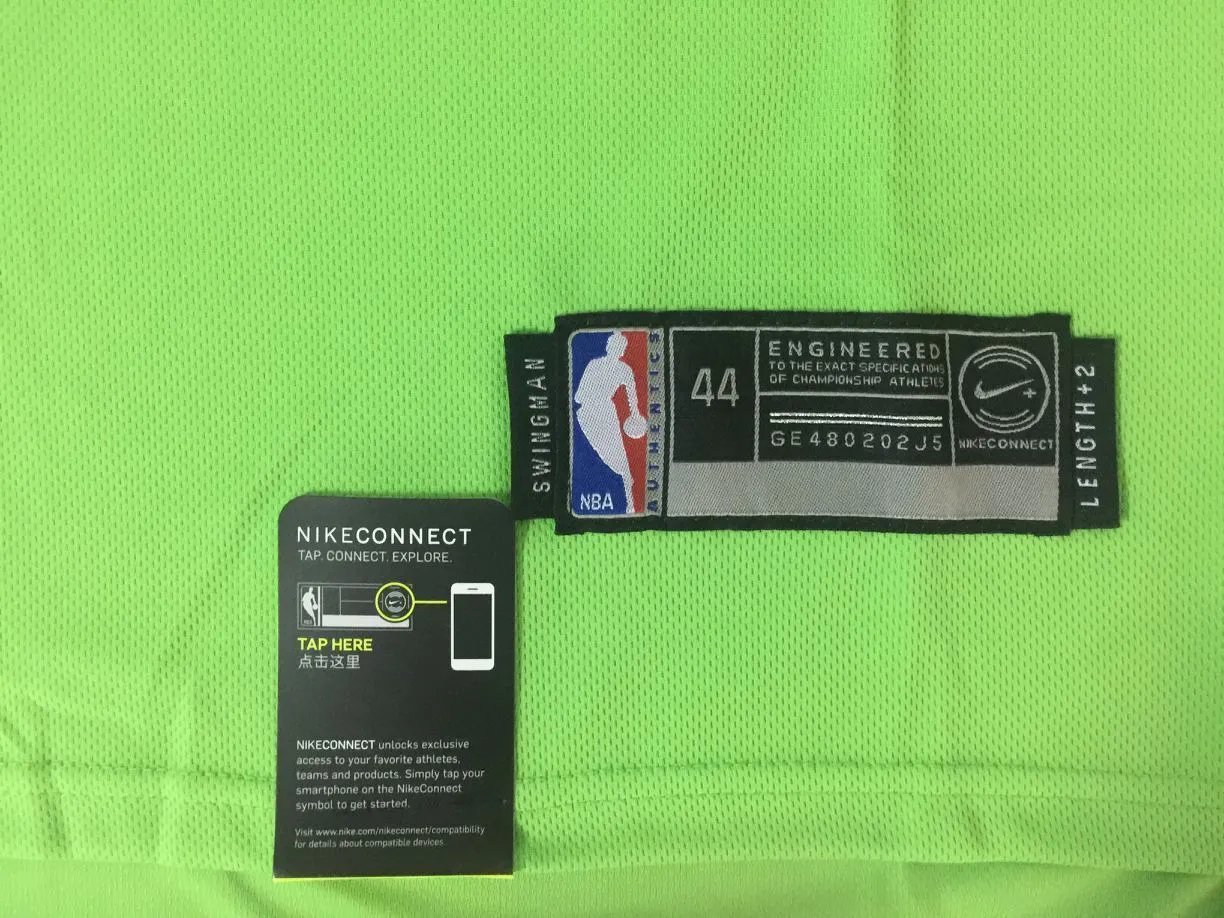 SWINGMAN
NBA
AUTHENTICS
44
ENGINEERED
TO THE EXACT SPECIFICATIONS
OF CHAMPIONSHIP ATHLETES
GE480202J5
NIKECONNECT
LENGTH+2
NIKECONNECT
TAP. CONNECT. EXPLORE.
TAP HERE
点击这里
NIKECONNECT unlocks exclusive
access to your favorite athletes,
teams and products. Simply tap your
smartphone on the NikeConnect
symbol to get started.
Visit www.nike.com/nikeconnect/compatibility
for details about compatible devices.